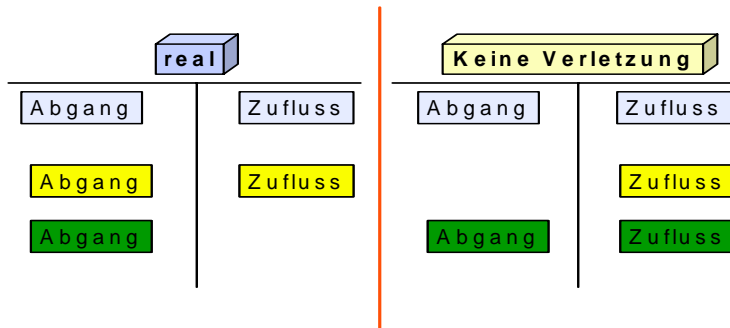 real
Keine Verletzung
Abgang Zufluss Abgang Zufluss
Abgang Zufluss Zufluss
Abgang Abgang Zufluss